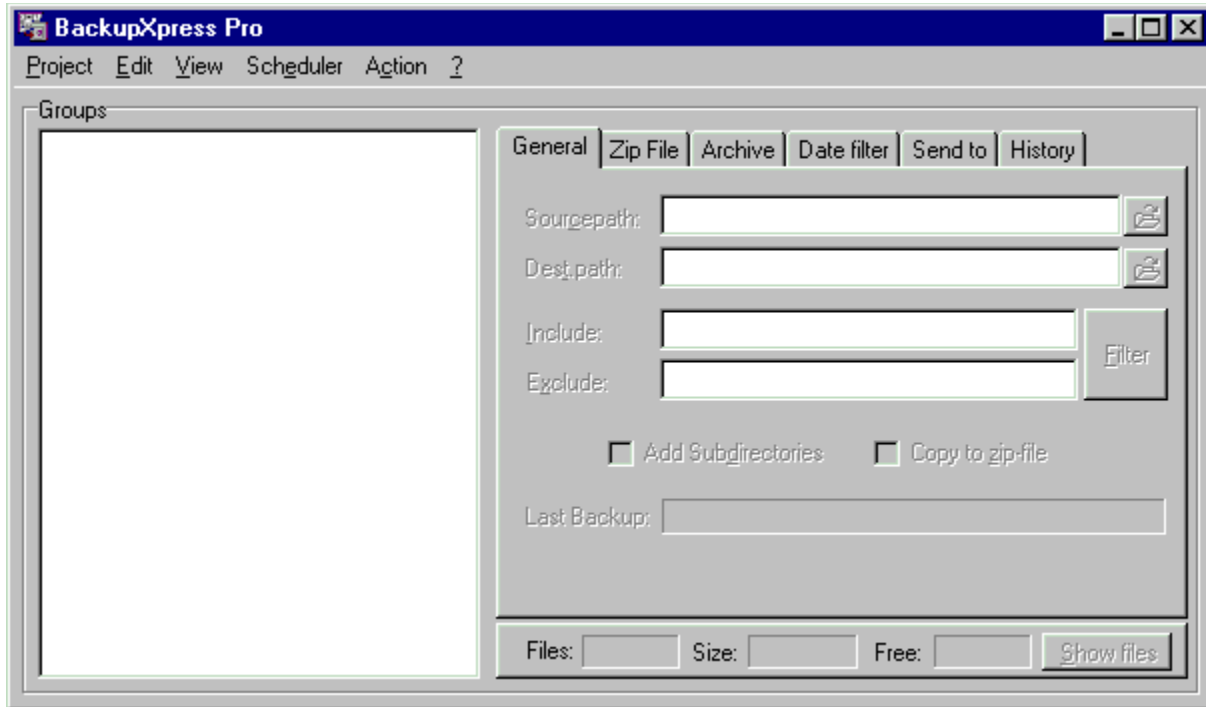 BackupXpress Pro
Project Edit View Scheduler Action ?
Groups
General Zip File Archive Date filter Send to History
Sourcepath:
Dest.path:
Include:
Filter
Exclude:
Add Subdirectories Copy to zip-file
Last Backup:
Files: Size: Free: Show files